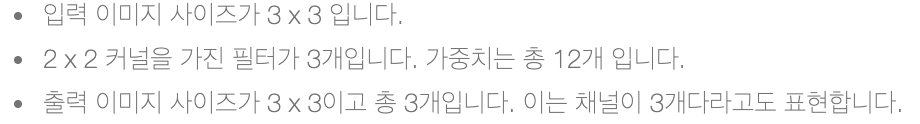 • 입력 이미지 사이즈가 3 x 3 입니다.
• 2 x 2 커널을 가진 필터가 3개입니다. 가중치는 총 12개 입니다.
• 출력 이미지 사이즈가 3 x 3이고 총 3개입니다. 이는 채널이 3개다라고도 표현합니다.